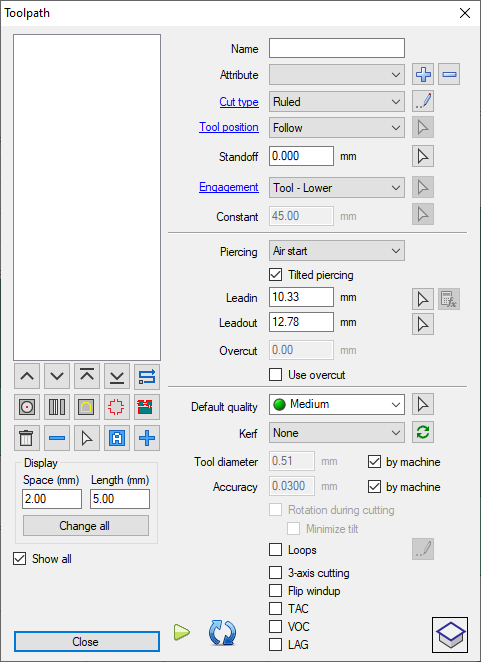 Toolpath
Name
Attribute
Cut type Ruled
Tool position Follow
Standoff 0.000 mm
Engagement Tool - Lower
Constant 45.00 mm
Piercing Air start
Tilted piercing
Leadin 10.33 mm
Leadout 12.78 mm
Overcut 0.00 mm
Use overcut
Default quality Medium
Kerf None
Tool diameter 0.51 mm by machine
Accuracy 0.0300 mm by machine
Rotation during cutting
Minimize tilt
Loops
3-axis cutting
Flip windup
TAC
VOC
LAG
A
Display
Space (mm) Length (mm)
2.00 5.00
Change all
Show all
Close